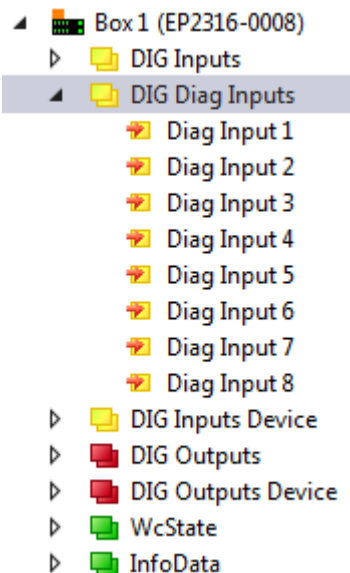 Box 1 (EP2316-0008)
DIG Inputs
DIG Diag Inputs
Diag Input 1
Diag Input 2
Diag Input 3
Diag Input 4
Diag Input 5
Diag Input 6
Diag Input 7
Diag Input 8
DIG Inputs Device
DIG Outputs
DIG Outputs Device
WcState
InfoData